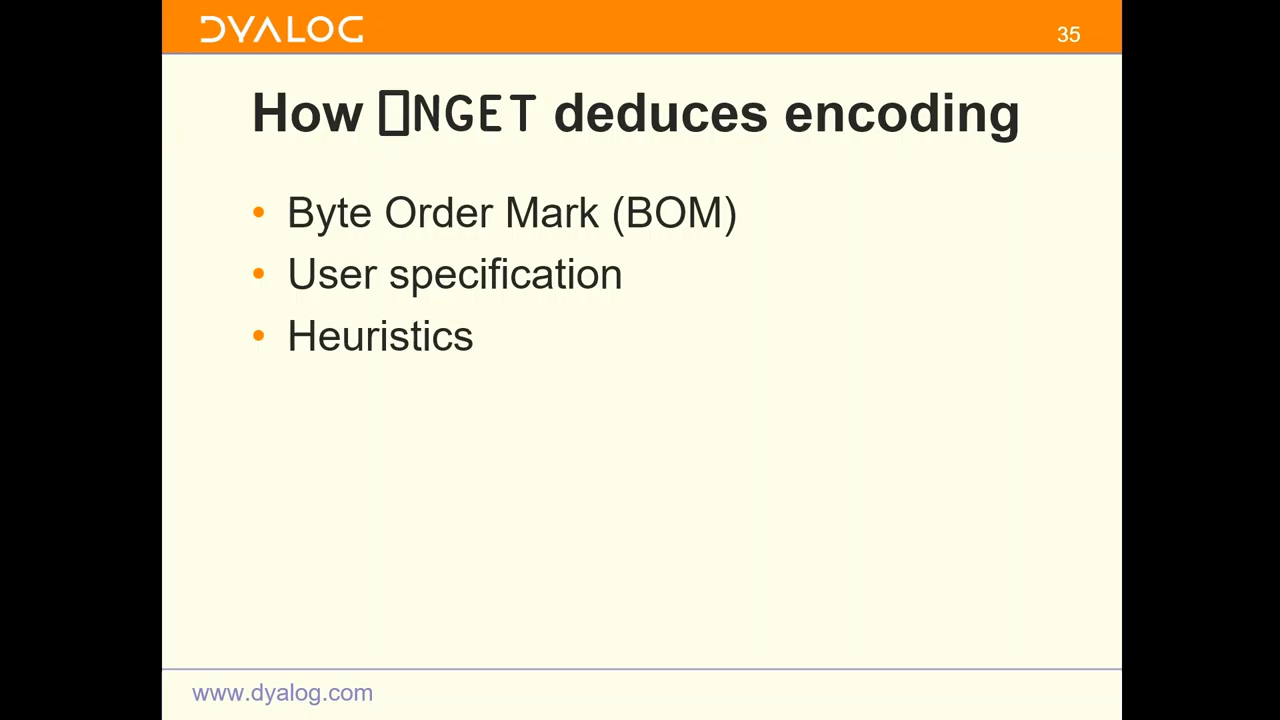 DYALOG
35
How ⎕NGET deduces encoding
• Byte Order Mark (BOM)
• User specification
• Heuristics
www.dyalog.com